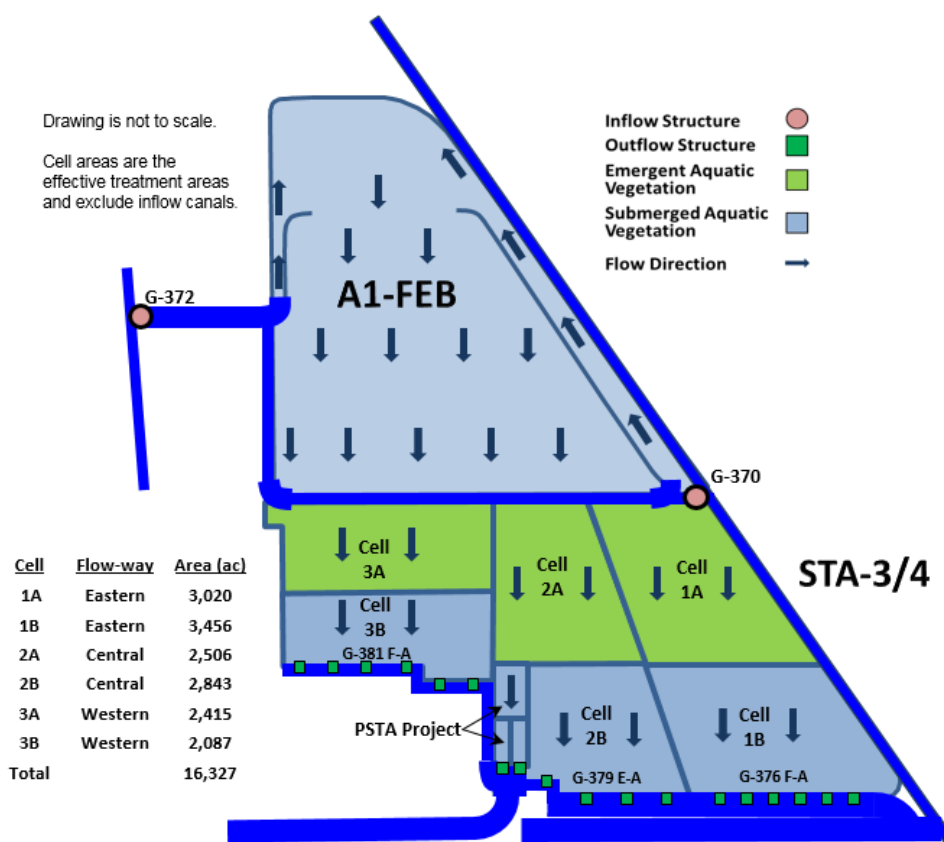 Drawing is not to scale.
Cell areas are the
effective treatment areas
and exclude inflow canals.
Inflow Structure
Outflow Structure
Emergent Aquatic
Vegetation
Submerged Aquatic
Vegetation
Flow Direction
G-372
A1-FEB
G-370
STA-3/4
Cell
3A
Cell
2A
Cell
1A
Cell
3B
G-381 F-A
PSTA Project
Cell
2B
Cell
1B
G-379 E-A
G-376 F-A
Cell Flow-way Area (ac)
1A Eastern 3,020
1B Eastern 3,456
2A Central 2,506
2B Central 2,843
3A Western 2,415
3B Western 2,087
Total 16,327